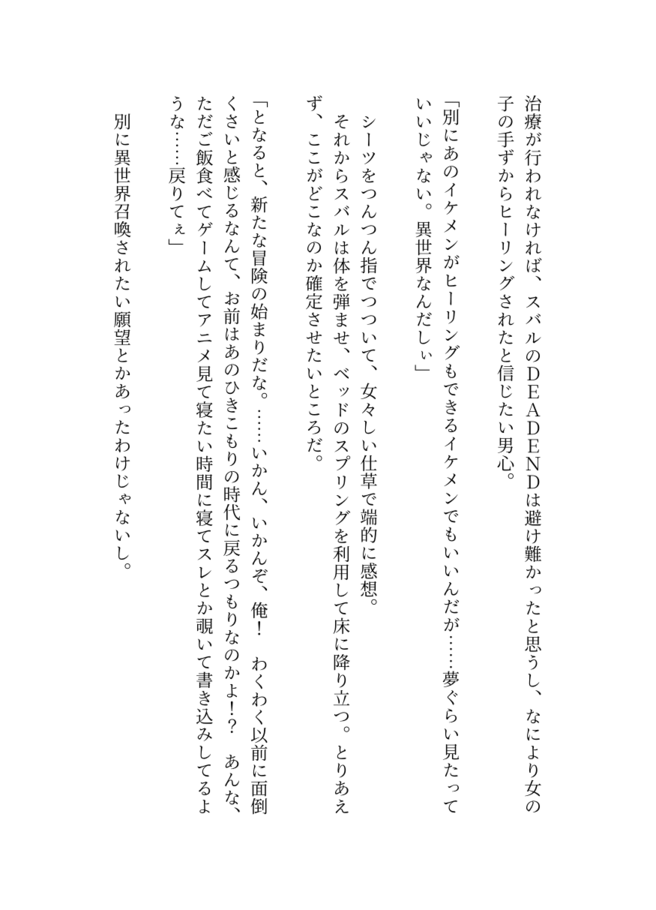 治療が行われなければ、スバルのＤＥＡＤＥＮＤは避け難かったと思うし、なにより女の
子の手ずからヒーリングされたと信じたい男心。
「別にあのイケメンがヒーリングもできるイケメンでもいいんだが……夢ぐらい見たって
いいじゃない。異世界なんだしぃ」
　シーツをつんつん指でつついて、女々しい仕草で端的に感想。
　それからスバルは体を弾ませ、ベッドのスプリングを利用して床に降り立つ。とりあえ
ず、ここがどこなのか確定させたいところだ。
「となると、新たな冒険の始まりだな。……いかん、いかんぞ、俺！　わくわく以前に面倒
くさいと感じるなんて、お前はあのひきこもりの時代に戻るつもりなのかよ！？　あんな、
ただご飯食べてゲームしてアニメ見て寝たい時間に寝てスレとか覗いて書き込みしてるよ
うな……戻りてぇ」
　別に異世界召喚されたい願望とかあったわけじゃないし。